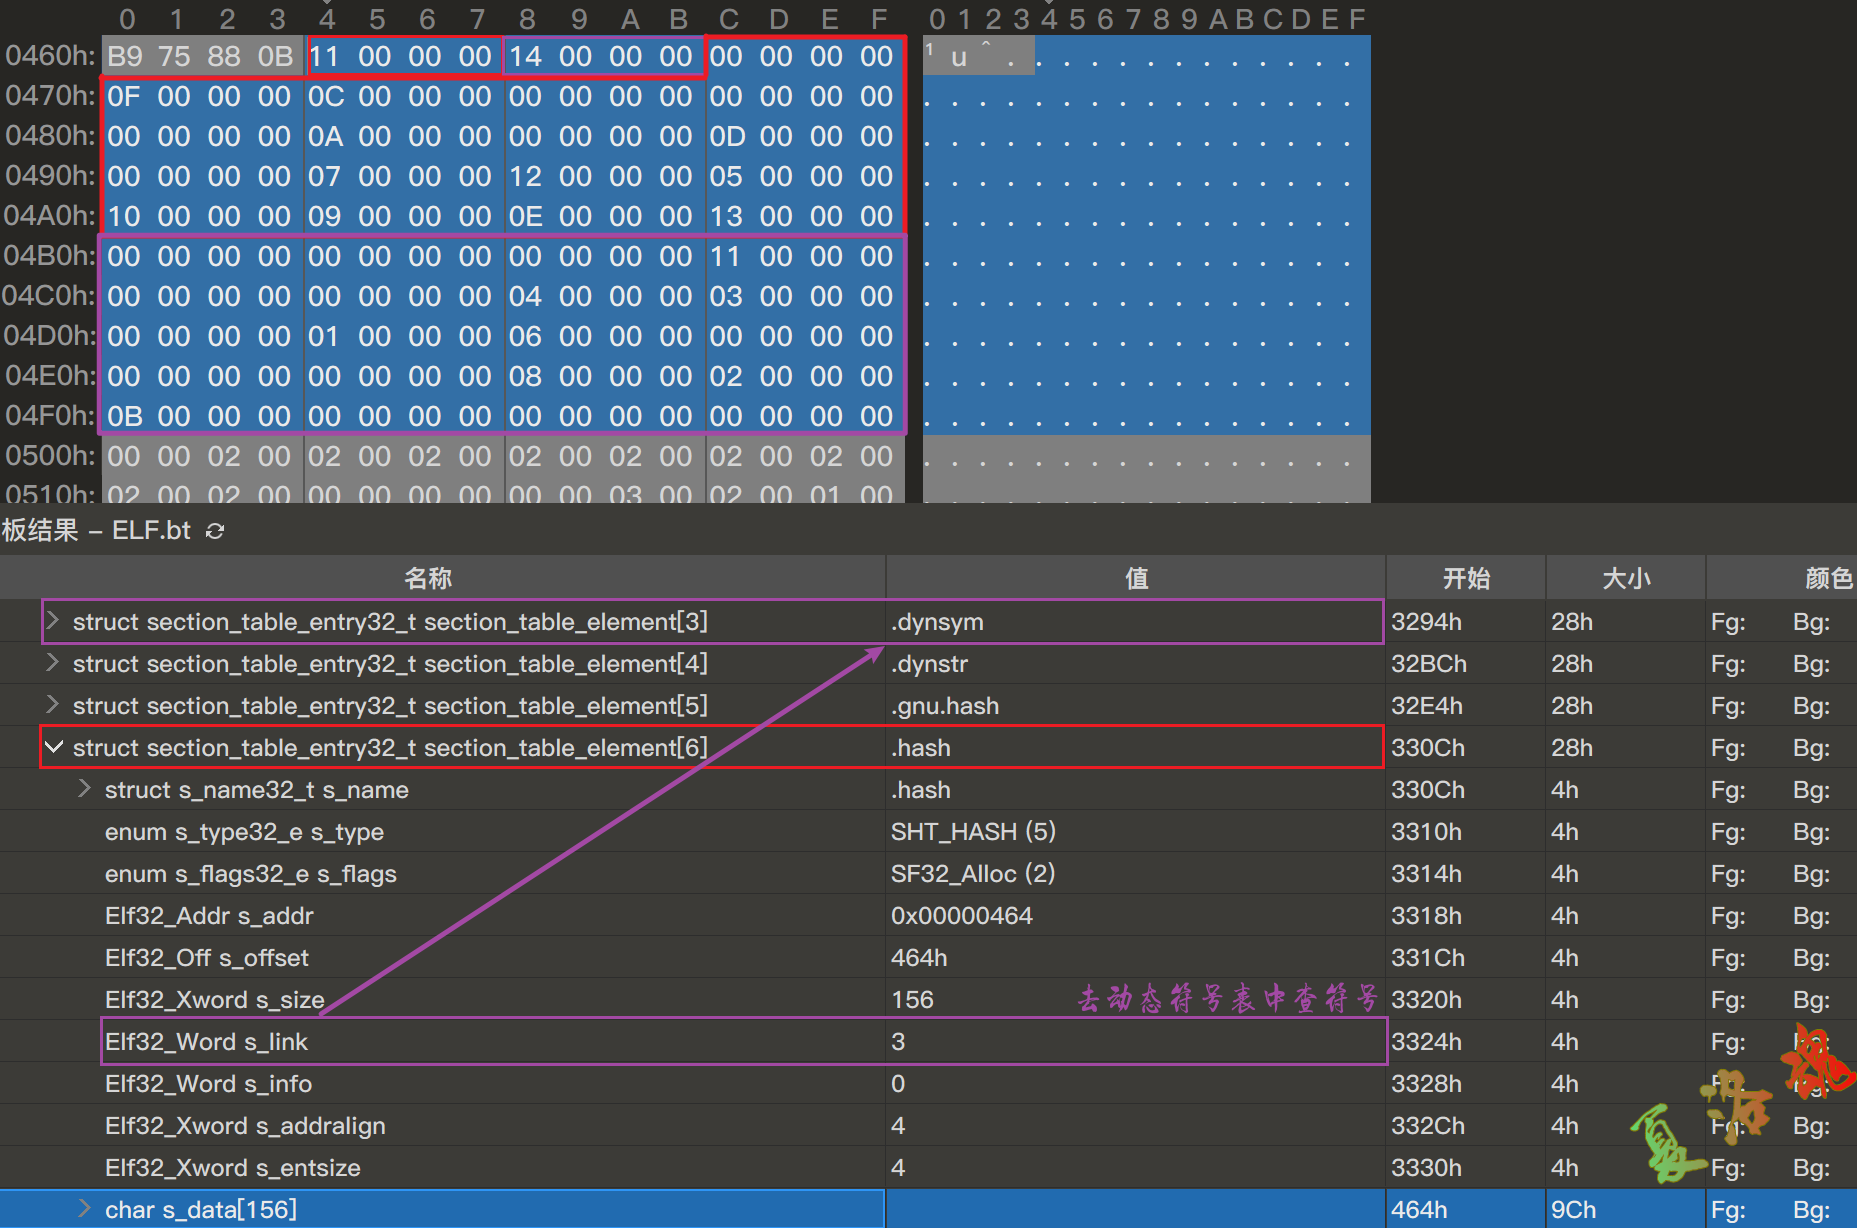 0 1 2 3 4 5 6 7 8 9 A B C D E F 0 1 2 3 4 5 6 7 8 9 A B C D E F
0460h: B9 75 88 0B 11 00 00 00 14 00 00 00 00 00 00 00 ¹ u ˆ . . . . . . . . . . . . .
0470h: 0F 00 00 00 0C 00 00 00 00 00 00 00 00 00 00 00 . . . . . . . . . . . . . . . .
0480h: 00 00 00 00 0A 00 00 00 00 00 00 00 0D 00 00 00 . . . . . . . . . . . . . . . .
0490h: 00 00 00 00 07 00 00 00 12 00 00 00 05 00 00 00 . . . . . . . . . . . . . . . .
04A0h: 10 00 00 00 09 00 00 00 0E 00 00 00 13 00 00 00 . . . . . . . . . . . . . . . .
04B0h: 00 00 00 00 00 00 00 00 00 00 00 00 11 00 00 00 . . . . . . . . . . . . . . . .
04C0h: 00 00 00 00 00 00 00 00 04 00 00 00 03 00 00 00 . . . . . . . . . . . . . . . .
04D0h: 00 00 00 00 01 00 00 00 06 00 00 00 00 00 00 00 . . . . . . . . . . . . . . . .
04E0h: 00 00 00 00 00 00 00 00 08 00 00 00 02 00 00 00 . . . . . . . . . . . . . . . .
04F0h: 0B 00 00 00 00 00 00 00 00 00 00 00 00 00 00 00 . . . . . . . . . . . . . . . .
0500h: 00 00 02 00 02 00 02 00 02 00 02 00 02 00 02 00 . . . . . . . . . . . . . . . .
0510h: 02 00 02 00 00 00 00 00 00 00 03 00 02 00 01 00
板结果 – ELF.bt
名称 值 开始 大小 颜色
struct section_table_entry32_t section_table_element[3] .dynsym 3294h 28h Fg: Bg:
struct section_table_entry32_t section_table_element[4] .dynstr 32BCh 28h Fg: Bg:
struct section_table_entry32_t section_table_element[5] .gnu.hash 32E4h 28h Fg: Bg:
struct section_table_entry32_t section_table_element[6] .hash 330Ch 28h Fg: Bg:
struct s_name32_t s_name .hash 330Ch 4h Fg: Bg:
enum s_type32_e s_type SHT_HASH (5) 3310h 4h Fg: Bg:
enum s_flags32_e s_flags SF32_Alloc (2) 3314h 4h Fg: Bg:
Elf32_Addr s_addr 0x00000464 3318h 4h Fg: Bg:
Elf32_Off s_offset 464h 331Ch 4h Fg: Bg:
Elf32_Xword s_size 156 去动态符号表中查符号 3320h 4h Fg: Bg:
Elf32_Word s_link 3 3324h 4h Fg: Bg:
Elf32_Word s_info 0 3328h 4h Fg: Bg:
Elf32_Xword s_addralign 4 332Ch 4h Fg: Bg:
Elf32_Xword s_entsize 4 3330h 4h Fg: Bg:
char s_data[156] 464h 9Ch Fg: Bg: